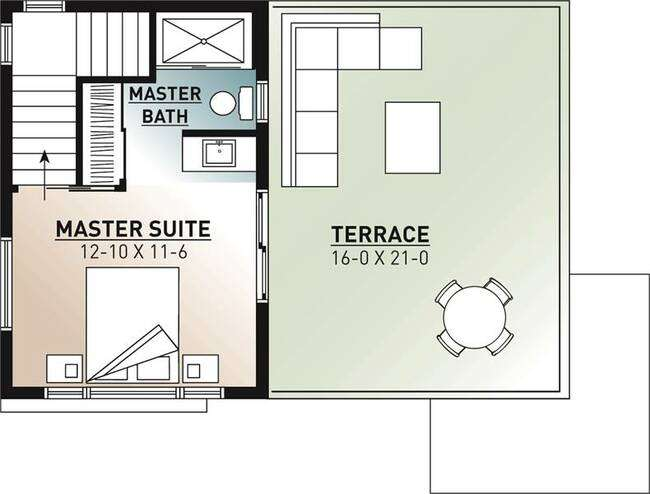 MASTER
BATH
MASTER SUITE
12-10 X 11-6
TERRACE
16-0 X 21-0